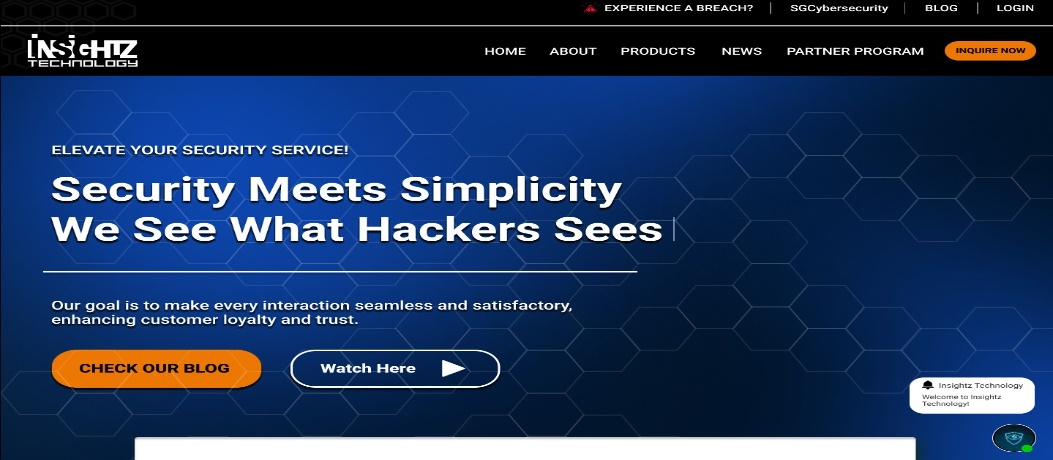 EXPERIENCE A BREACH? | SGCybersecurity | BLOG | LOGIN
INSIGHTZ
TECHNOLOGY
HOME ABOUT PRODUCTS NEWS PARTNER PROGRAM INQUIRE NOW
ELEVATE YOUR SECURITY SERVICE!
Security Meets Simplicity
We See What Hackers Sees
Our goal is to make every interaction seamless and satisfactory,
enhancing customer loyalty and trust.
CHECK OUR BLOG Watch Here
Insightz Technology
Welcome to Insightz
Technology!